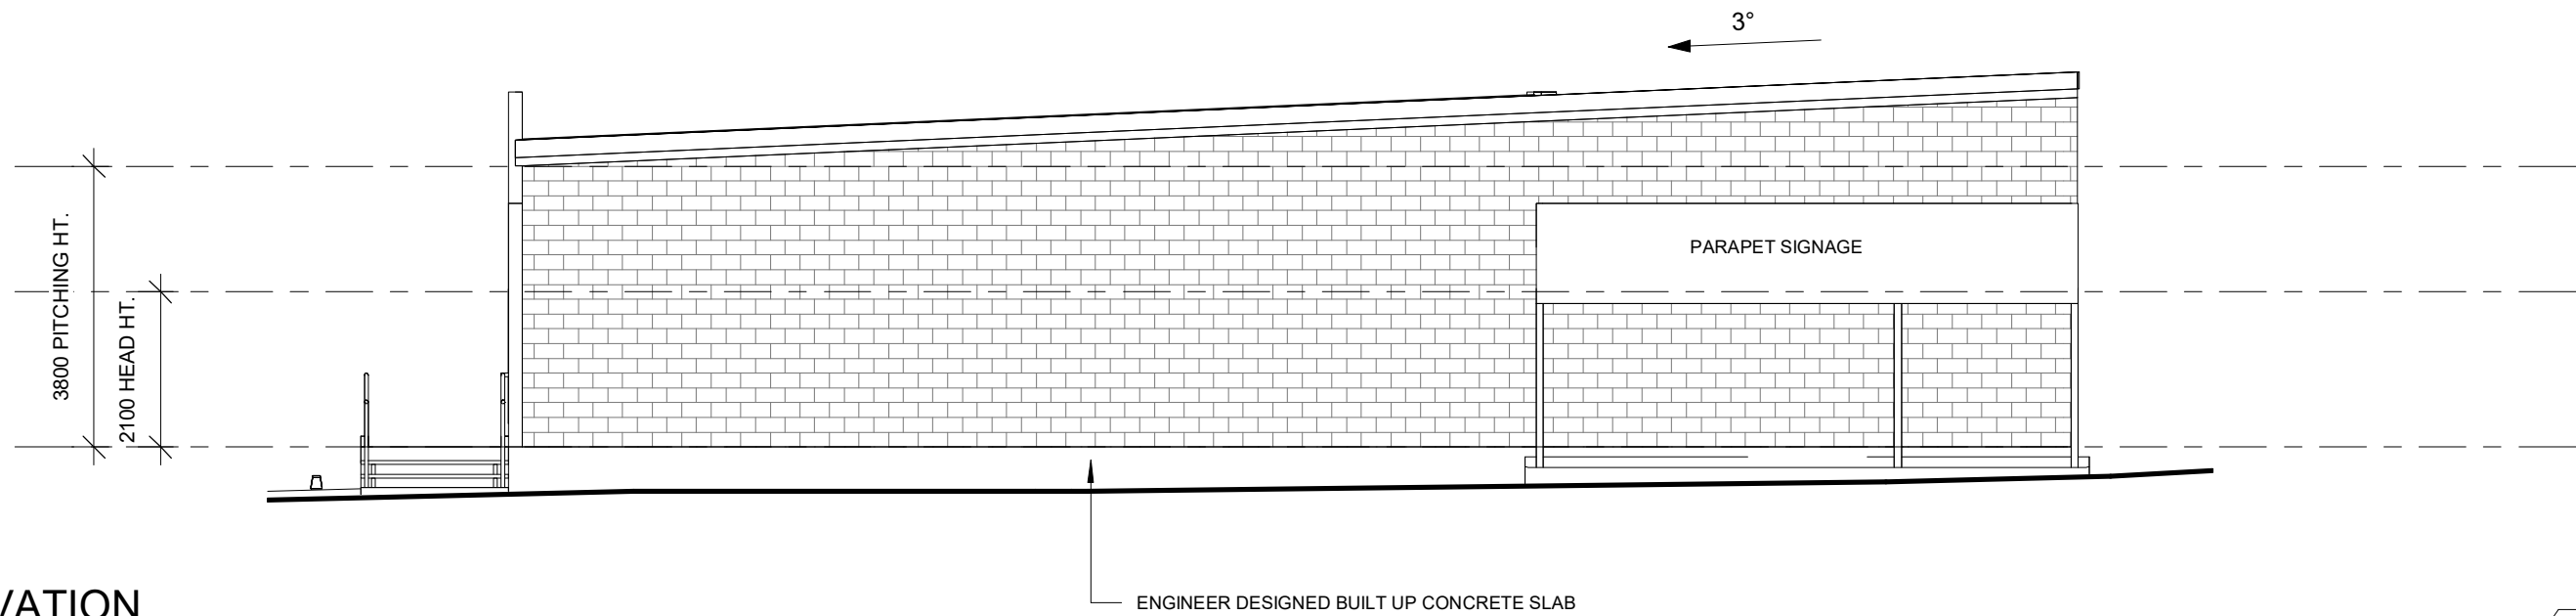 3°
3800 PITCHING HT.
2100 HEAD HT.
PARAPET SIGNAGE
ENGINEER DESIGNED BUILT UP CONCRETE SLAB
VATION